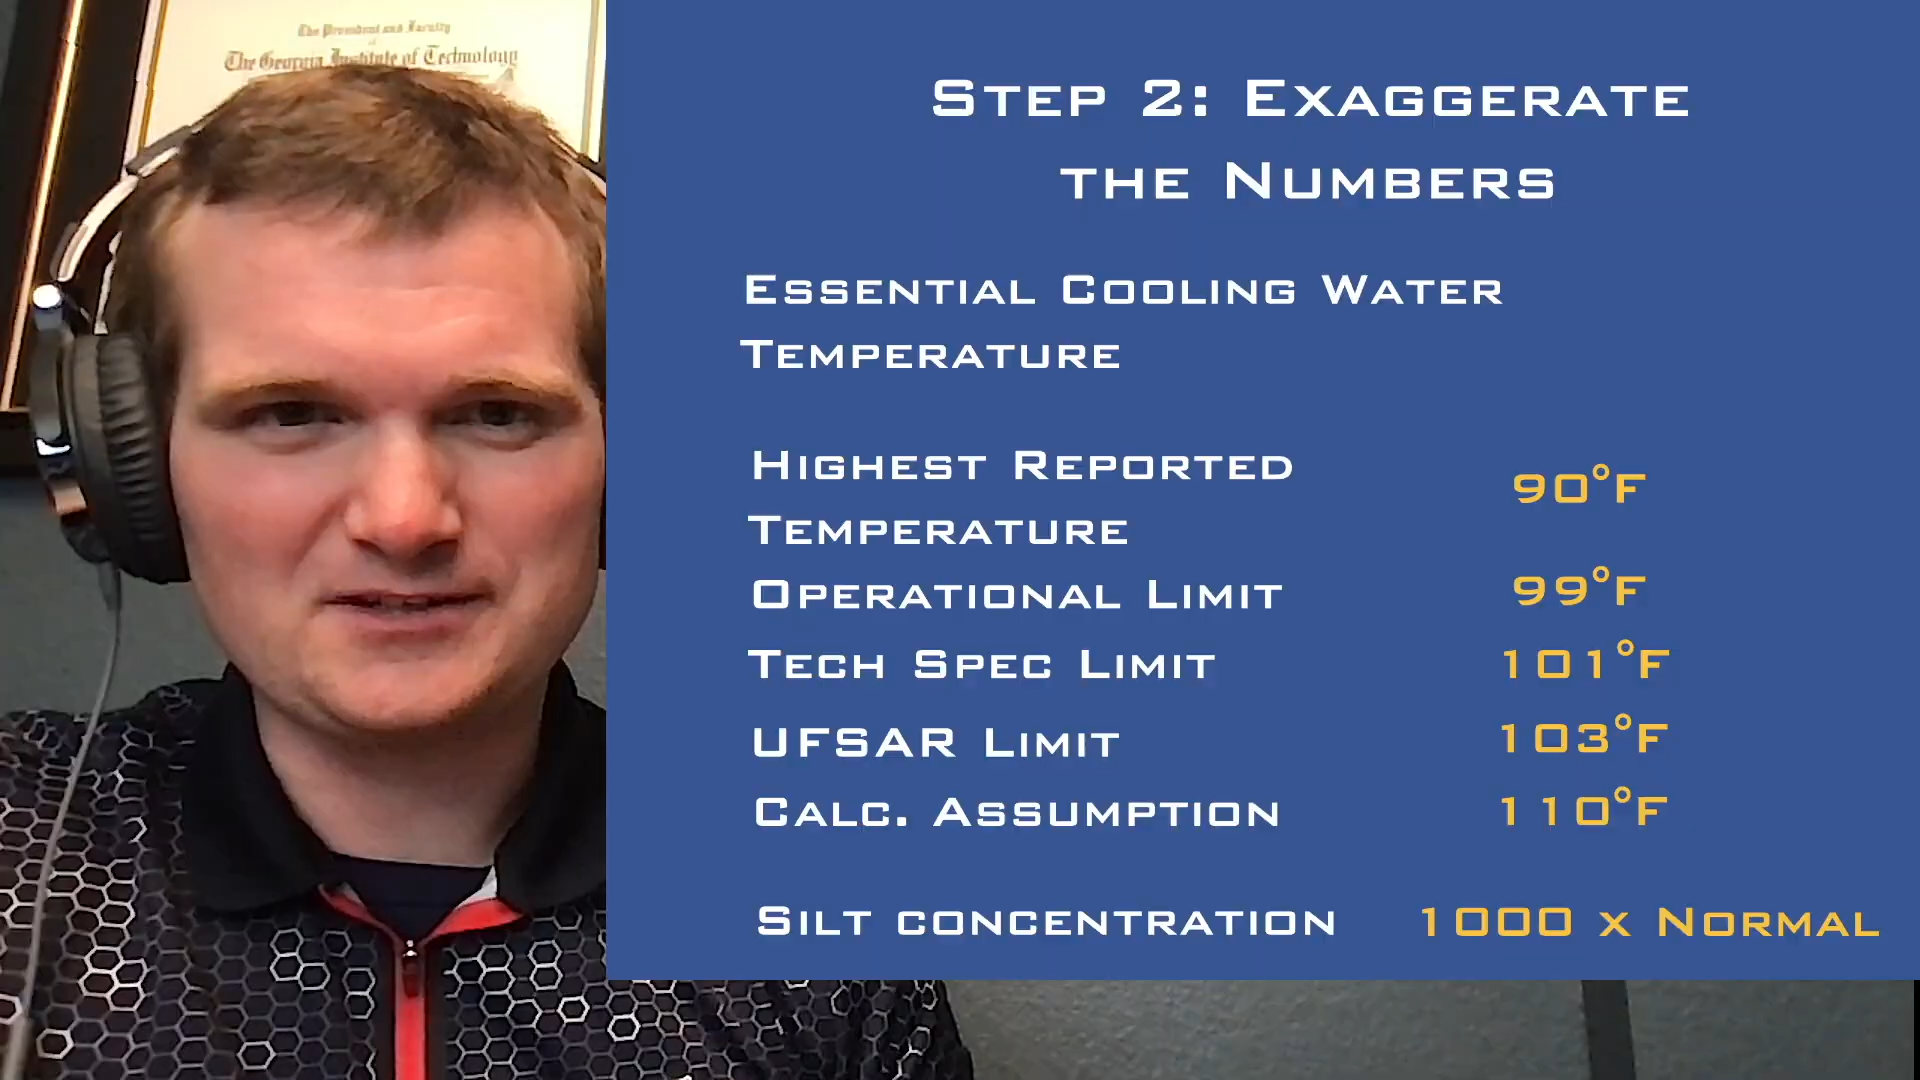 The President and Faculty
of
The Georgia Institute of Technology
STEP 2: EXAGGERATE
THE NUMBERS
ESSENTIAL COOLING WATER
TEMPERATURE
HIGHEST REPORTED
TEMPERATURE
90°F
OPERATIONAL LIMIT 99°F
TECH SPEC LIMIT 101°F
UFSAR LIMIT 103°F
CALC. ASSUMPTION 110°F
SILT CONCENTRATION 1000 X NORMAL